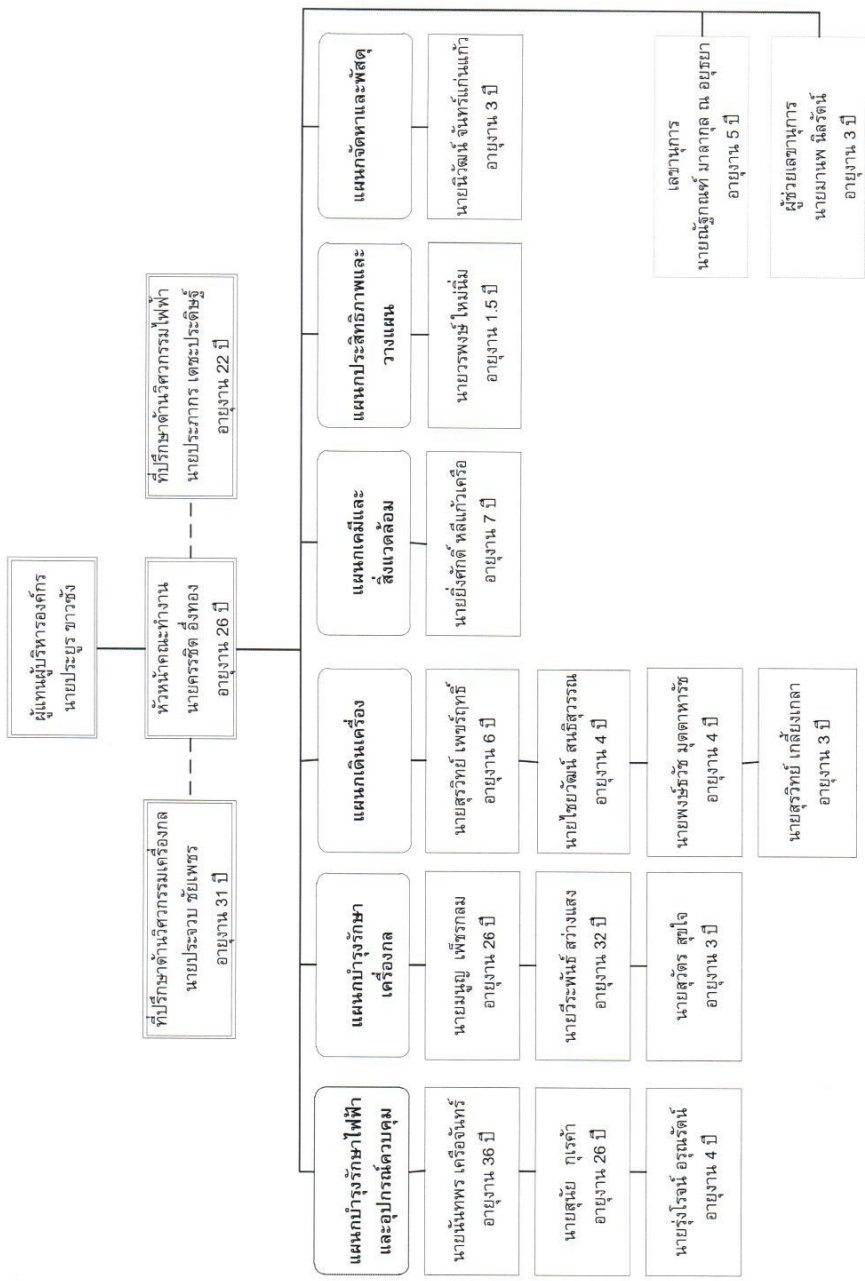 ผู้แทนผู้บริหารองค์กร
นายประยูร ขาวซัง
ที่ปรึกษาด้านวิศวกรรมเครื่องกล
นายประจวบ ชัยเพชร
อายุงาน 31 ปี
หัวหน้าคณะทำงาน
นายครรชิต อึ่งทอง
อายุงาน 26 ปี
ที่ปรึกษาด้านวิศวกรรมไฟฟ้า
นายประภากร เตชะประดิษฐ์
อายุงาน 22 ปี
แผนกบำรุงรักษาไฟฟ้า
และอุปกรณ์ควบคุม
นายนันทพร เครือจันทร์
อายุงาน 36 ปี
นายสุนัย กุเรคำ
อายุงาน 26 ปี
นายรุ่งโรจน์ อรุณรัตน์
อายุงาน 4 ปี
แผนกบำรุงรักษา
เครื่องกล
นายมนูญ เพ็ชรกลม
อายุงาน 26 ปี
นายวีระพันธ์ สว่างแสง
อายุงาน 32 ปี
นายสุวัตร สุขใจ
อายุงาน 3 ปี
แผนกเดินเครื่อง
นายสุรวิทย์ เพชร์ฤทธิ์
อายุงาน 6 ปี
นายไชยวัฒน์ สนธิสุวรรณ
อายุงาน 4 ปี
นายพงษ์ธวัช มุตตาหารัช
อายุงาน 4 ปี
นายสุรวิทย์ เกลี้ยงเกลา
อายุงาน 3 ปี
แผนกเคมีและ
สิ่งแวดล้อม
นายยิ่งศักดิ์ หลีแก้วเครือ
อายุงาน 7 ปี
แผนกประสิทธิภาพและ
วางแผน
นายวรพงษ์ ใหม่นิ่ม
อายุงาน 1.5 ปี
แผนกจัดหาและพัสดุ
นายนิวัฒน์ จันทร์แก่นแก้ว
อายุงาน 3 ปี
เลขานุการ
นายณัฐกณฑ์ มาลากุล ณ อยุธยา
อายุงาน 5 ปี
ผู้ช่วยเลขานุการ
นายมานพ นิลรัตน์
อายุงาน 3 ปี